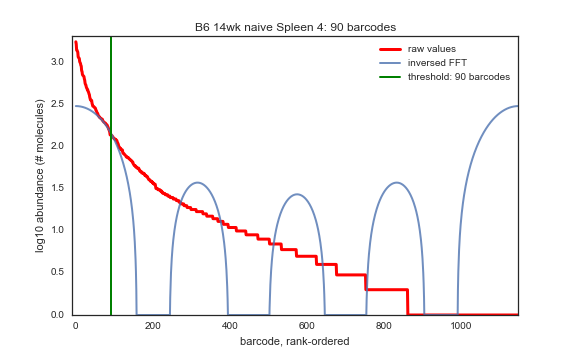 B6 14wk naive Spleen 4: 90 barcodes
raw values
inversed FFT
threshold: 90 barcodes
log10 abundance (# molecules)
3.0
2.5
2.0
1.5
1.0
0.5
0.0
0 200 400 600 800 1000
barcode, rank-ordered